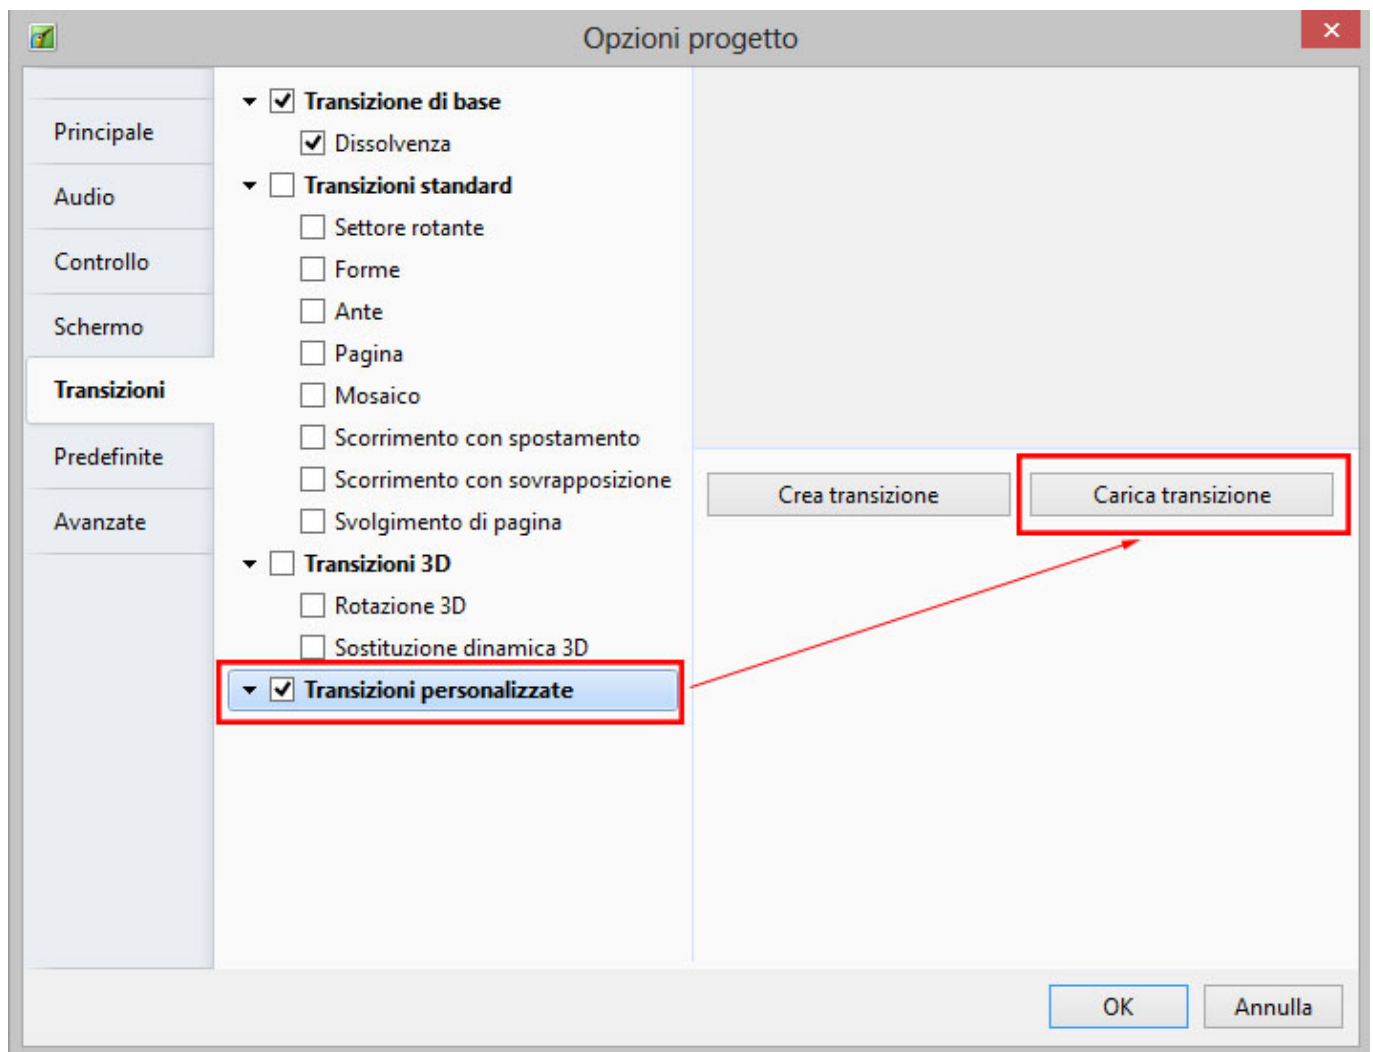 Opzioni progetto
Principale
Audio
Controllo
Schermo
Transizioni
Predefinite
Avanzate
Transizione di base
Dissolvenza
Transizioni standard
Settore rotante
Forme
Ante
Pagina
Mosaico
Scorrimento con spostamento
Scorrimento con sovrapposizione
Svolgimento di pagina
Transizioni 3D
Rotazione 3D
Sostituzione dinamica 3D
Transizioni personalizzate
Crea transizione
Carica transizione
OK
Annulla